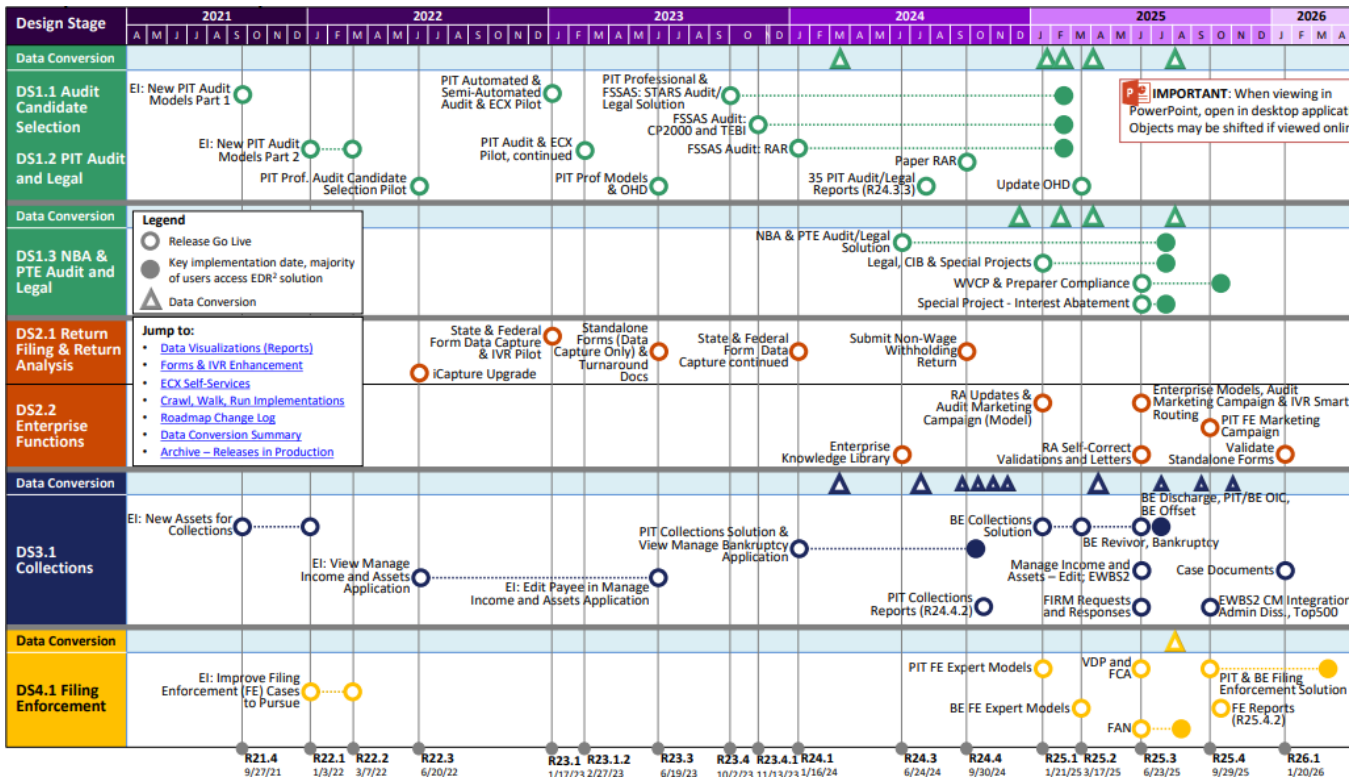 Design Stage
2021
2022
2023
2024
2025
2026
A M J J A S O N D
J F M A M J J A S O N D
J F M A M J J A S O N D
J F M A M J J A S O N D
J F M A M J J A S O N D
J F M A
Data Conversion
DS1.1 Audit
Candidate
Selection
DS1.2 PIT Audit
and Legal
EI: New PIT Audit
Models Part 1
EI: New PIT Audit
Models Part 2
PIT Prof. Audit Candidate
Selection Pilot
PIT Automated &
Semi-Automated
Audit & ECX Pilot
PIT Audit & ECX
Pilot, continued
PIT Professional &
FSSAS: STARS Audit/
Legal Solution
FSSAS Audit:
CP2000 and TEBI
FSSAS Audit: RAR
PIT Prof Models
& OHD
Paper RAR
35 PIT Audit/Legal
Reports (R24.3.3)
Update OHD
IMPORTANT: When viewing in
PowerPoint, open in desktop applicat
Objects may be shifted if viewed onlin
Data Conversion
DS1.3 NBA &
PTE Audit and
Legal
Legend
Release Go Live
Key implementation date, majority
of users access EDR² solution
Data Conversion
NBA & PTE Audit/Legal
Solution
Legal, CIB & Special Projects
WVCP & Preparer Compliance
Special Project - Interest Abatement
Jump to:
• Data Visualizations (Reports)
• Forms & IVR Enhancement
• ECX Self-Services
• Crawl, Walk, Run Implementations
• Roadmap Change Log
• Data Conversion Summary
• Archive – Releases in Production
DS2.1 Return
Filing & Return
Analysis
State & Federal
Form Data Capture
& IVR Pilot
iCapture Upgrade
Standalone
Forms (Data
Capture Only) &
Turnaround
Docs
State & Federal
Form Data
Capture continued
Submit Non-Wage
Withholding
Return
DS2.2
Enterprise
Functions
RA Updates &
Audit Marketing
Campaign (Model)
Enterprise Models, Audit
Marketing Campaign & IVR Smart
Routing
PIT FE Marketing
Campaign
Enterprise
Knowledge Library
RA Self-Correct
Validations and Letters
Validate
Standalone Forms
Data Conversion
DS3.1
Collections
EI: New Assets for
Collections
EI: View Manage
Income and Assets
Application
EI: Edit Payee in Manage
Income and Assets Application
PIT Collections Solution &
View Manage Bankruptcy
Application
PIT Collections
Reports (R24.4.2)
BE Collections
Solution
BE Discharge, PIT/BE OIC,
BE Offset
BE Revivor, Bankruptcy
Manage Income and
Assets – Edit; EWBS2
Case Documents
FIRM Requests
and Responses
EWBS2 CM Integration
Admin Diss., Top500
Data Conversion
DS4.1 Filing
Enforcement
EI: Improve Filing
Enforcement (FE) Cases
to Pursue
PIT FE Expert Models
VDP and
FCA
PIT & BE Filing
Enforcement Solution
BE FE Expert Models
FE Reports
(R25.4.2)
FAN
R21.4
9/27/21
R22.1
1/3/22
R22.2
3/7/22
R22.3
6/20/22
R23.1
1/17/23
R23.1.2
2/27/23
R23.3
6/19/23
R23.4
10/2/23
R23.4.1
11/13/23
R24.1
1/16/24
R24.3
6/24/24
R24.4
9/30/24
R25.1
1/21/25
R25.2
3/17/25
R25.3
6/23/25
R25.4
9/29/25
R26.1
1/20/26